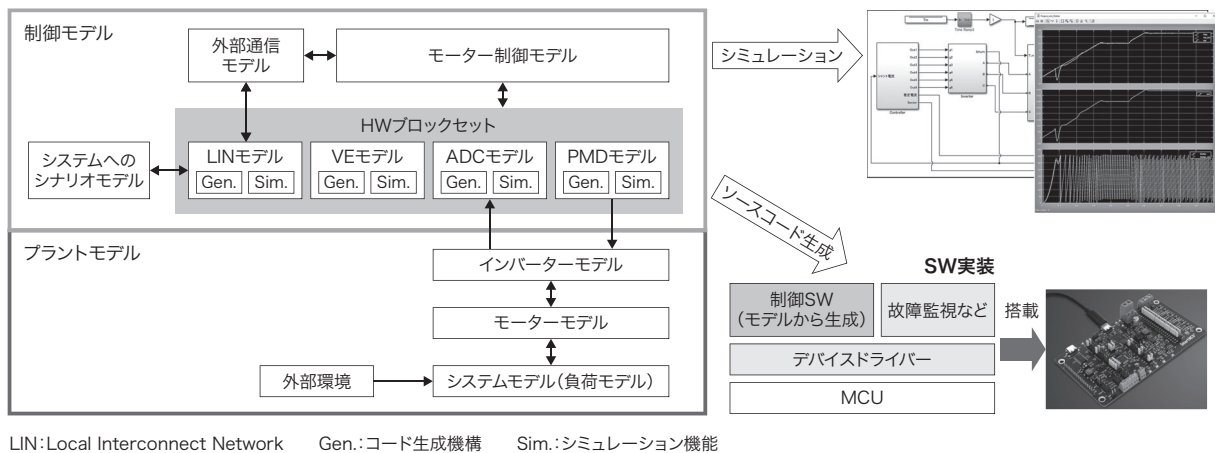 制御モデル
外部通信
モデル
モーター制御モデル
HWブロックセット
システムへの
シナリオモデル
LINモデル
Gen. Sim.
VEモデル
Gen. Sim.
ADCモデル
Gen. Sim.
PMDモデル
Gen. Sim.
プラントモデル
インバーターモデル
モーターモデル
外部環境
システムモデル(負荷モデル)
シミュレーション
Controller
Inverter
ソースコード生成
SW実装
制御SW
(モデルから生成)
故障監視など
デバイスドライバー
MCU
搭載
LIN:Local Interconnect Network Gen.:コード生成機構 Sim.:シミュレーション機能